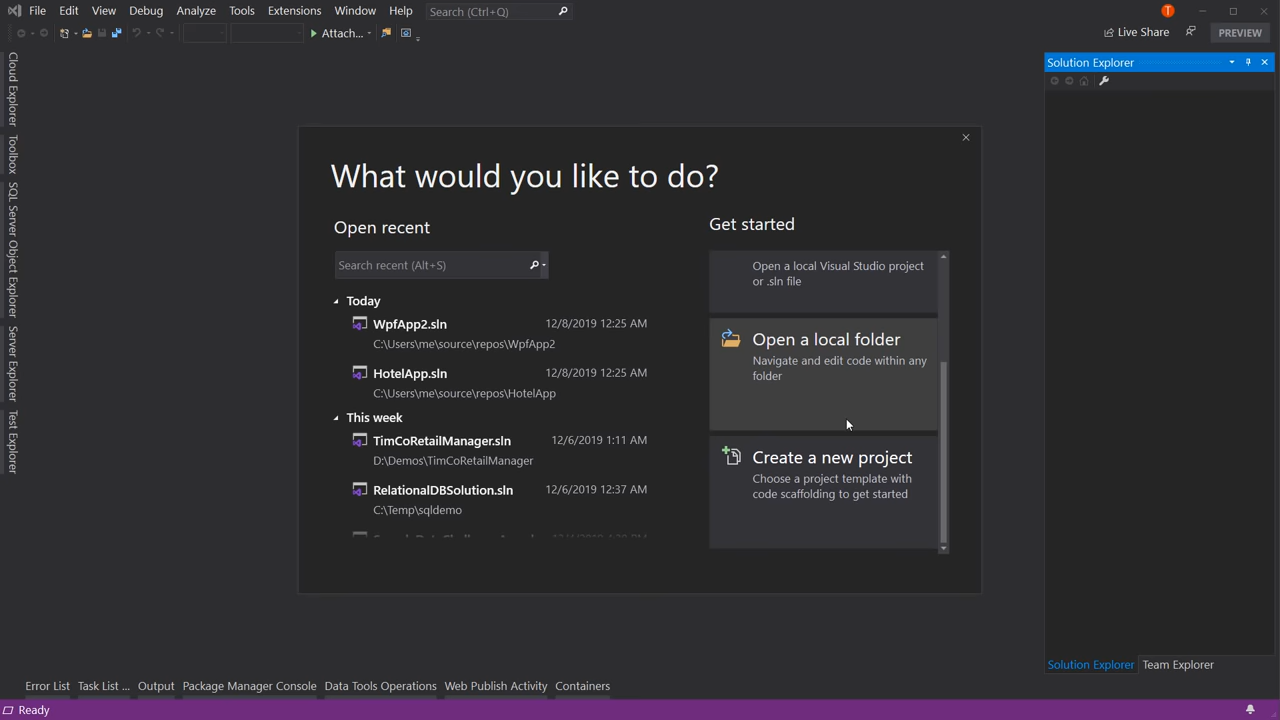 File Edit View Debug Analyze Tools Extensions Window Help Search (Ctrl+Q) T
Attach... Live Share PREVIEW
Cloud Explorer
Toolbox
SQL Server Object Explorer
Server Explorer
Test Explorer
Solution Explorer
What would you like to do?
Open recent
Search recent (Alt+S)
Today
WpfApp2.sln 12/8/2019 12:25 AM
C:\Users\me\source\repos\WpfApp2
HotelApp.sln 12/8/2019 12:25 AM
C:\Users\me\source\repos\HotelApp
This week
TimCoRetailManager.sln 12/6/2019 1:11 AM
D:\Demos\TimCoRetailManager
RelationalDBSolution.sln 12/6/2019 12:37 AM
C:\Temp\sqldemo
Get started
Open a local Visual Studio project
or .sln file
Open a local folder
Navigate and edit code within any
folder
Create a new project
Choose a project template with
code scaffolding to get started
Solution Explorer Team Explorer
Error List Task List ... Output Package Manager Console Data Tools Operations Web Publish Activity Containers
Ready